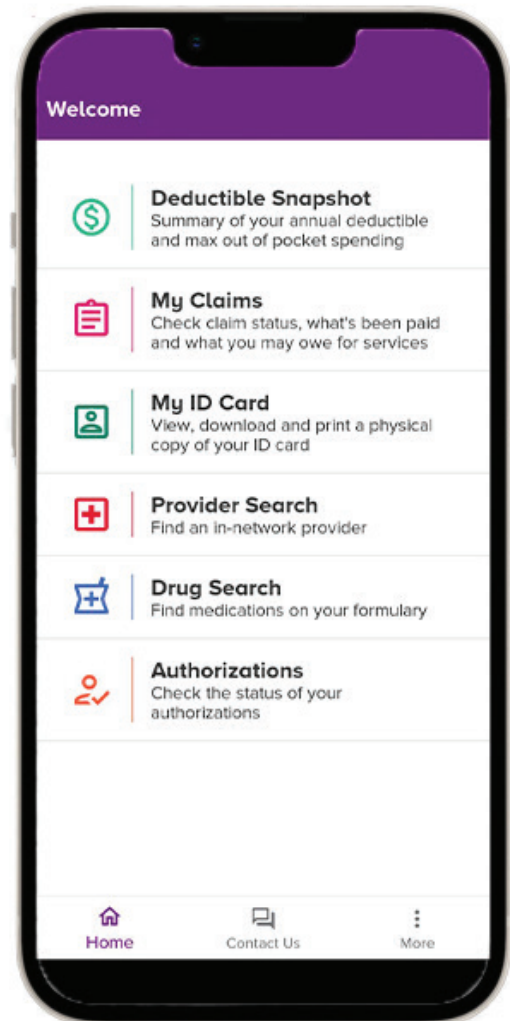 Welcome
Deductible Snapshot
Summary of your annual deductible
and max out of pocket spending
My Claims
Check claim status, what's been paid
and what you may owe for services
My ID Card
View, download and print a physical
copy of your ID card
Provider Search
Find an in-network provider
Drug Search
Find medications on your formulary
Authorizations
Check the status of your
authorizations
Home
Contact Us
More